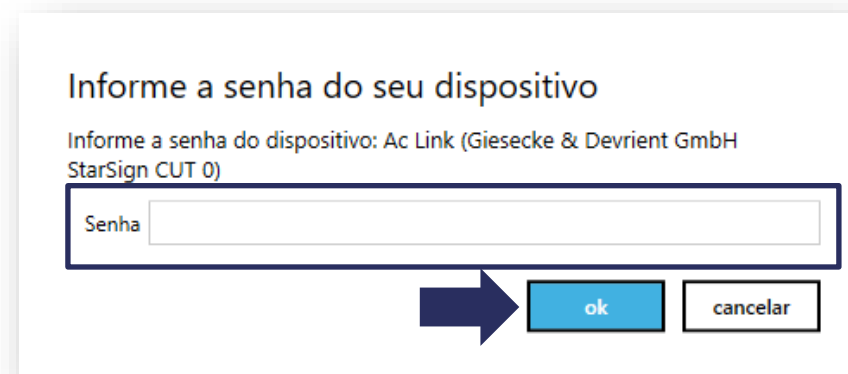 Informe a senha do seu dispositivo
Informe a senha do dispositivo: Ac Link (Giesecke & Devrient GmbH
StarSign CUT 0)
Senha
ok
cancelar